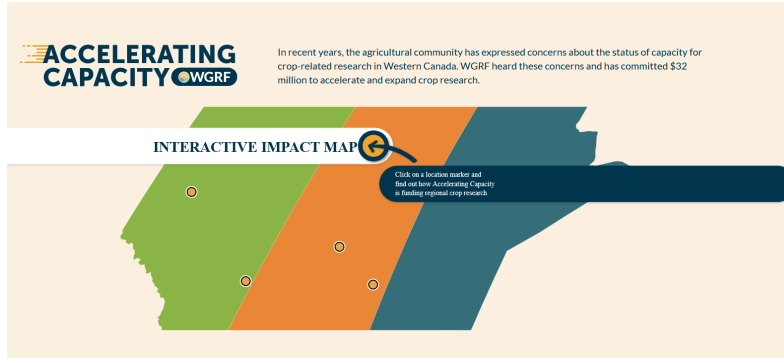 ACCELERATING
CAPACITY WGRF
In recent years, the agricultural community has expressed concerns about the status of capacity for
crop-related research in Western Canada. WGRF heard these concerns and has committed $32
million to accelerate and expand crop research.
INTERACTIVE IMPACT MAP
Click on a location marker and
find out how Accelerating Capacity
is funding regional crop research